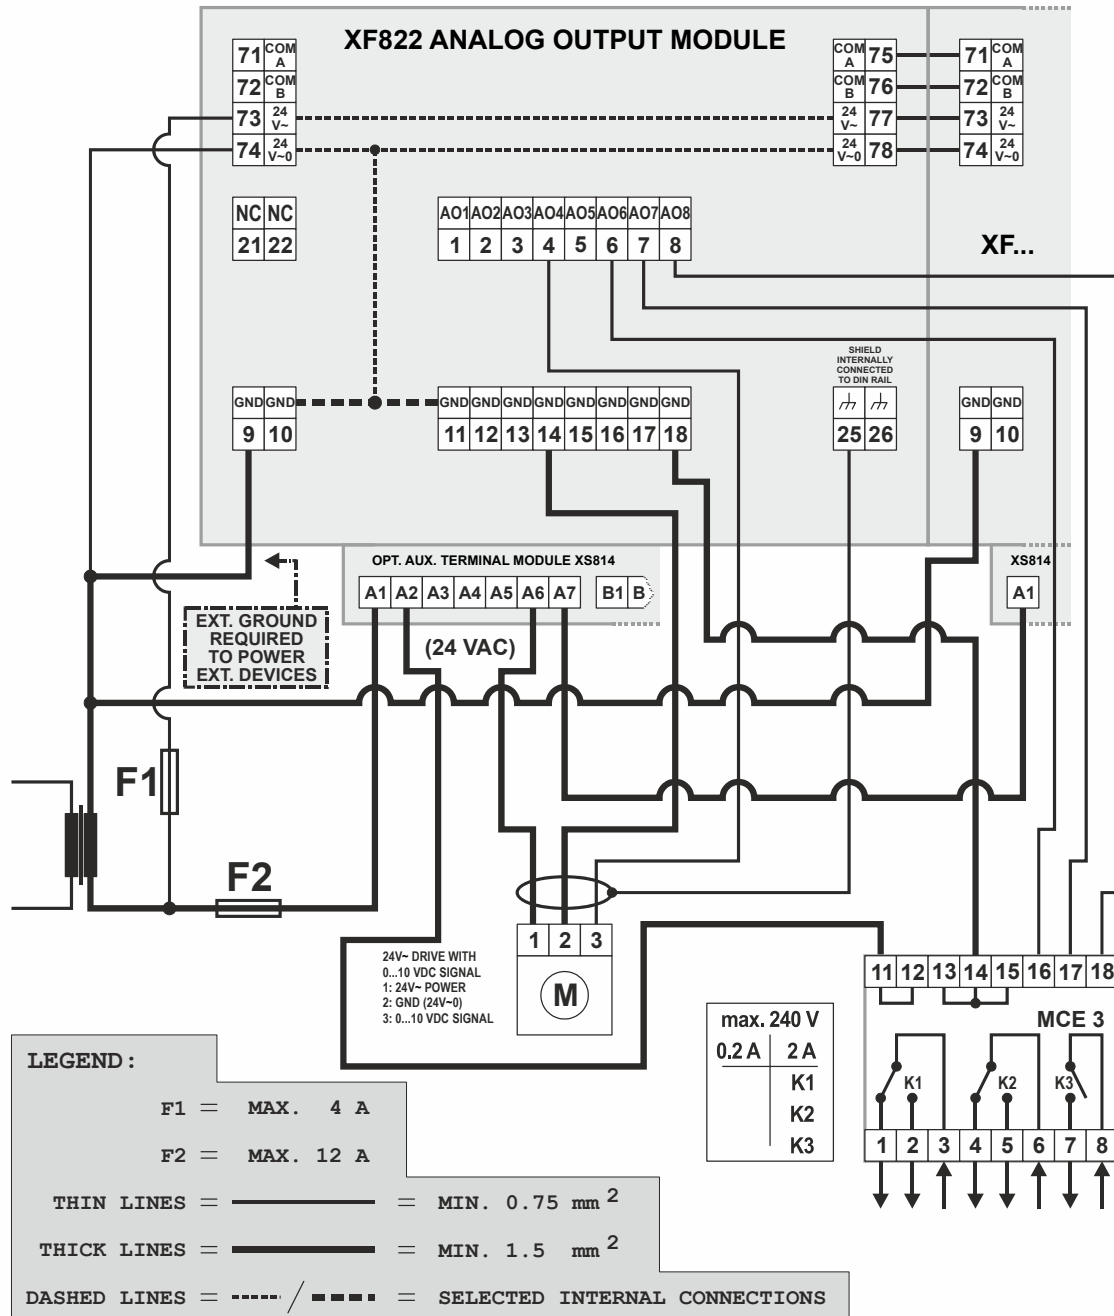 XF822 ANALOG OUTPUT MODULE
71 COM A
72 COM B
73 24 V~
74 24 V~0
COM A 75
COM B 76
24 V~ 77
24 V~0 78
71 COM A
72 COM B
73 24 V~
74 24 V~0
NC NC
21 22
AO1 AO2 AO3 AO4 AO5 AO6 AO7 AO8
1 2 3 4 5 6 7 8
XF...
SHIELD
INTERNALLY
CONNECTED
TO DIN RAIL
GND GND
9 10
GND GND GND GND GND GND GND GND
11 12 13 14 15 16 17 18
25 26
GND GND
9 10
OPT. AUX. TERMINAL MODULE XS814
A1 A2 A3 A4 A5 A6 A7 B1 B
XS814
A1
EXT. GROUND
REQUIRED
TO POWER
EXT. DEVICES
(24 VAC)
F1
F2
1 2 3
M
24V~ DRIVE WITH
0...10 VDC SIGNAL
1: 24V~ POWER
2: GND (24V~0)
3: 0...10 VDC SIGNAL
11 12 13 14 15 16 17 18
MCE 3
K1 K2 K3
1 2 3 4 5 6 7 8
max. 240 V
0.2 A 2 A
K1
K2
K3
LEGEND:
F1 = MAX. 4 A
F2 = MAX. 12 A
THIN LINES = = MIN. 0.75 mm 2
THICK LINES = = MIN. 1.5 mm 2
DASHED LINES = / = SELECTED INTERNAL CONNECTIONS